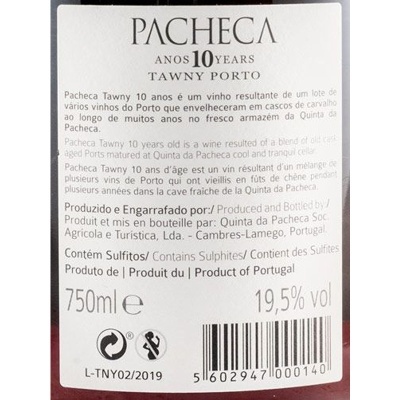 PACHECA
ANOS 10 YEARS
TAWNY PORTO
Pacheca Tawny 10 anos é um vinho resultante de um lote de
vários vinhos do Porto que envelheceram em cascos de carvalho
ao longo de muitos anos no fresco armazém da Quinta da
Pacheca.
Pacheca Tawny 10 years old is a wine resulted of a blend of old cask
aged Ports matured at Quinta da Pacheca cool and tranquil cellar.
Pacheca Tawny 10 ans d'âge est un vin résultant d'un mélange de
plusieurs vins de Porto qui ont vieillis en fûts de chêne pendant
plusieurs années dans la cave fraîche de la Quinta da Pacheca.
Produzido e Engarrafado por:/ Produced and Bottled by:/
Produit et mis en bouteille par: Quinta da Pacheca Soc.
Agrícola e Turistica, Lda. - Cambres-Lamego, Portugal.
Contém Sulfitos/ Contains Sulphites/ Contient des Sulfites
Produto de | Produit du | Product of Portugal
750ml e 19,5% vol
L-TNY02/2019
5 602947 000140